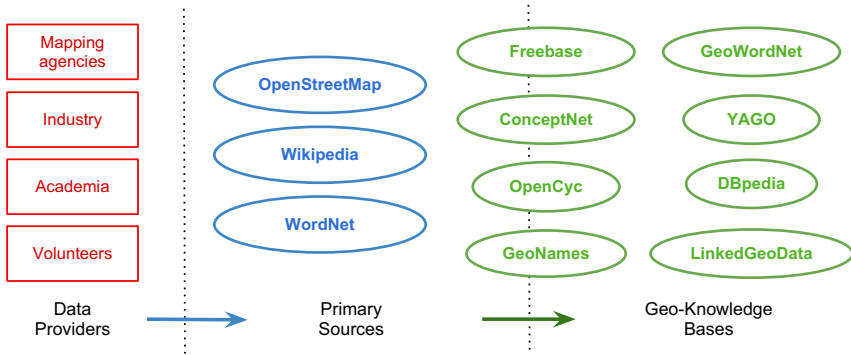 Mapping
agencies
Industry
Academia
Volunteers
Data
Providers
OpenStreetMap
Wikipedia
WordNet
Primary
Sources
Freebase
ConceptNet
OpenCyc
GeoNames
GeoWordNet
YAGO
DBpedia
LinkedGeoData
Geo-Knowledge
Bases